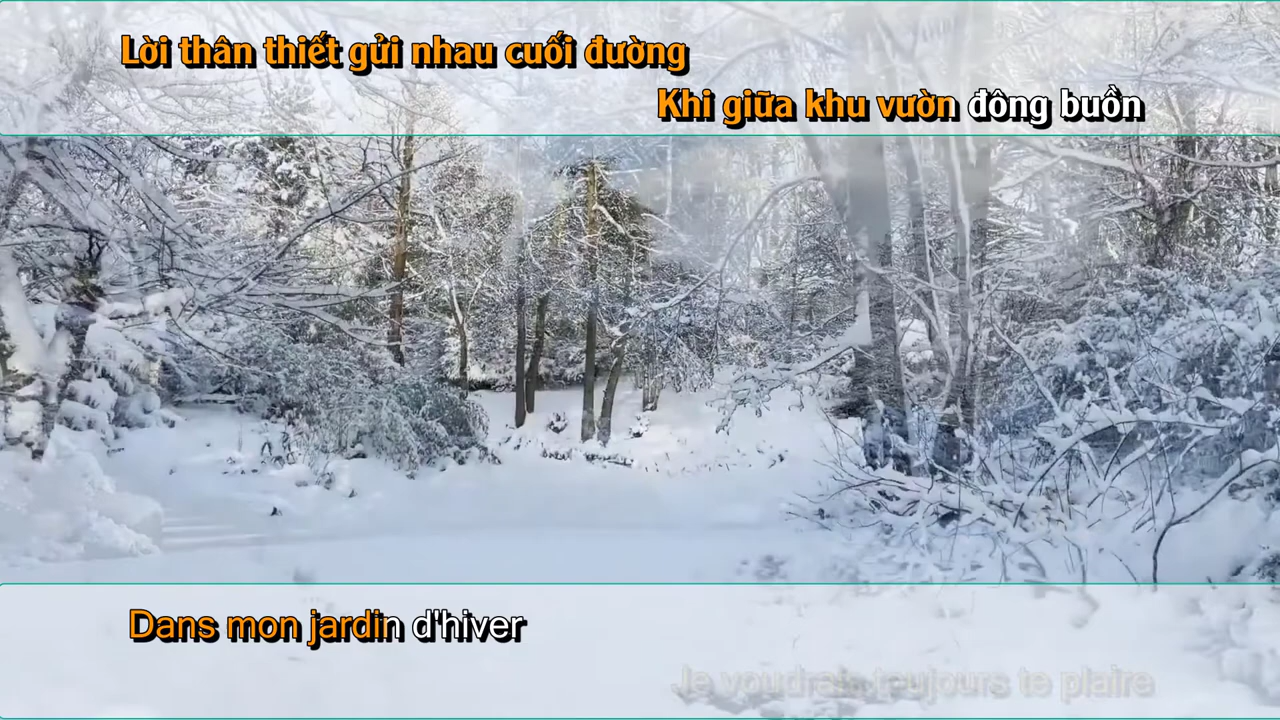 Lời thân thiết gửi nhau cuối đường
Khi giữa khu vườn đông buồn
Dans mon jardin d'hiver
Je voudrais toujours te plaire